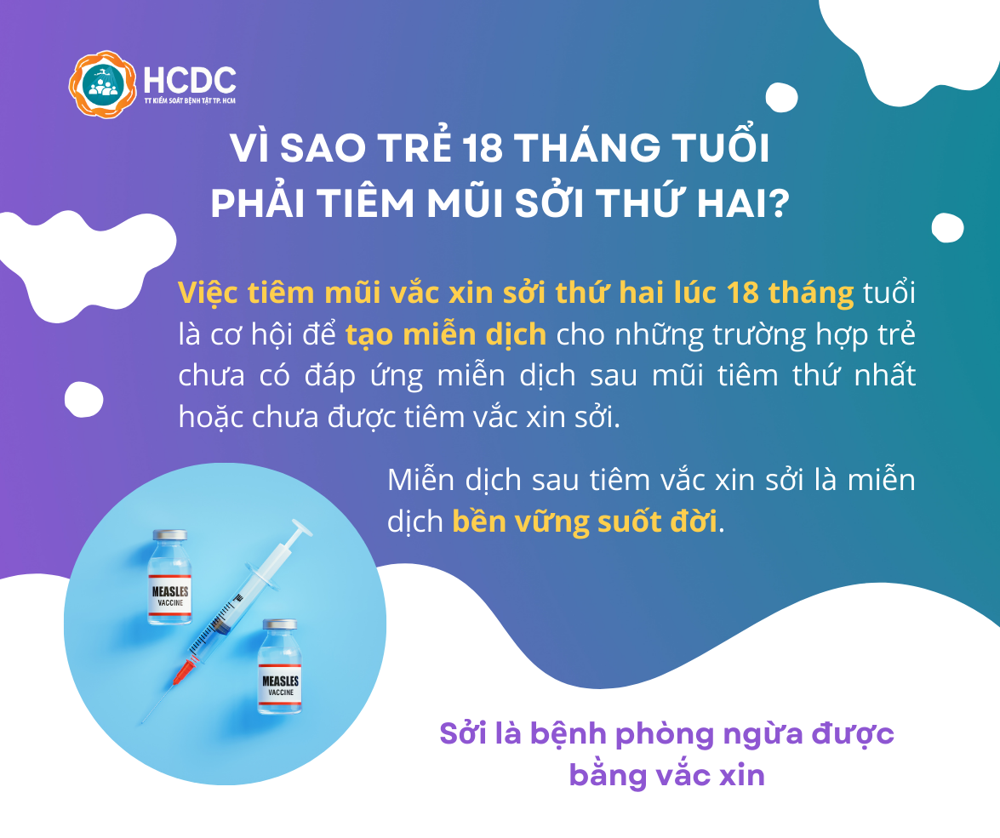 HCDC
TT KIỂM SOÁT BỆNH TẬT TP. HCM
VÌ SAO TRẺ 18 THÁNG TUỔI
PHẢI TIÊM MŨI SỞI THỨ HAI?
Việc tiêm mũi vắc xin sởi thứ hai lúc 18 tháng tuổi
là cơ hội để tạo miễn dịch cho những trường hợp trẻ
chưa có đáp ứng miễn dịch sau mũi tiêm thứ nhất
hoặc chưa được tiêm vắc xin sởi.
Miễn dịch sau tiêm vắc xin sởi là miễn
dịch bền vững suốt đời.
MEASLES
VACCINE
MEASLES
VACCINE
Sởi là bệnh phòng ngừa được
bằng vắc xin